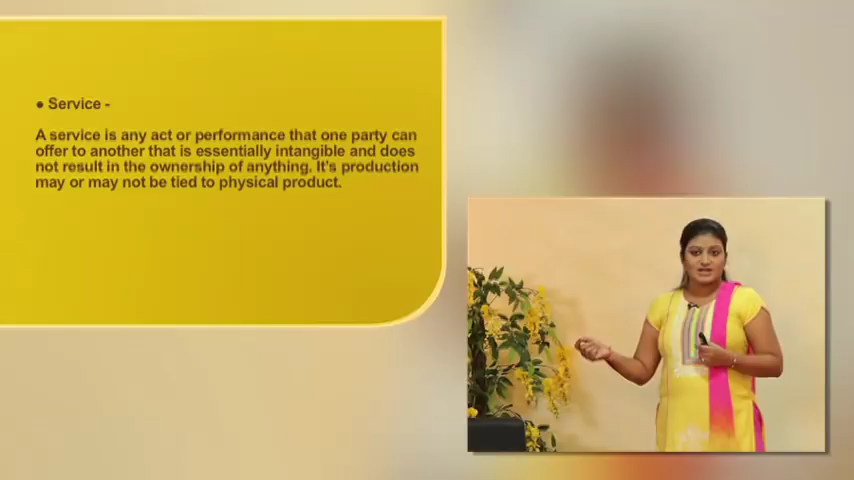 ● Service -
A service is any act or performance that one party can
offer to another that is essentially intangible and does
not result in the ownership of anything. It's production
may or may not be tied to physical product.